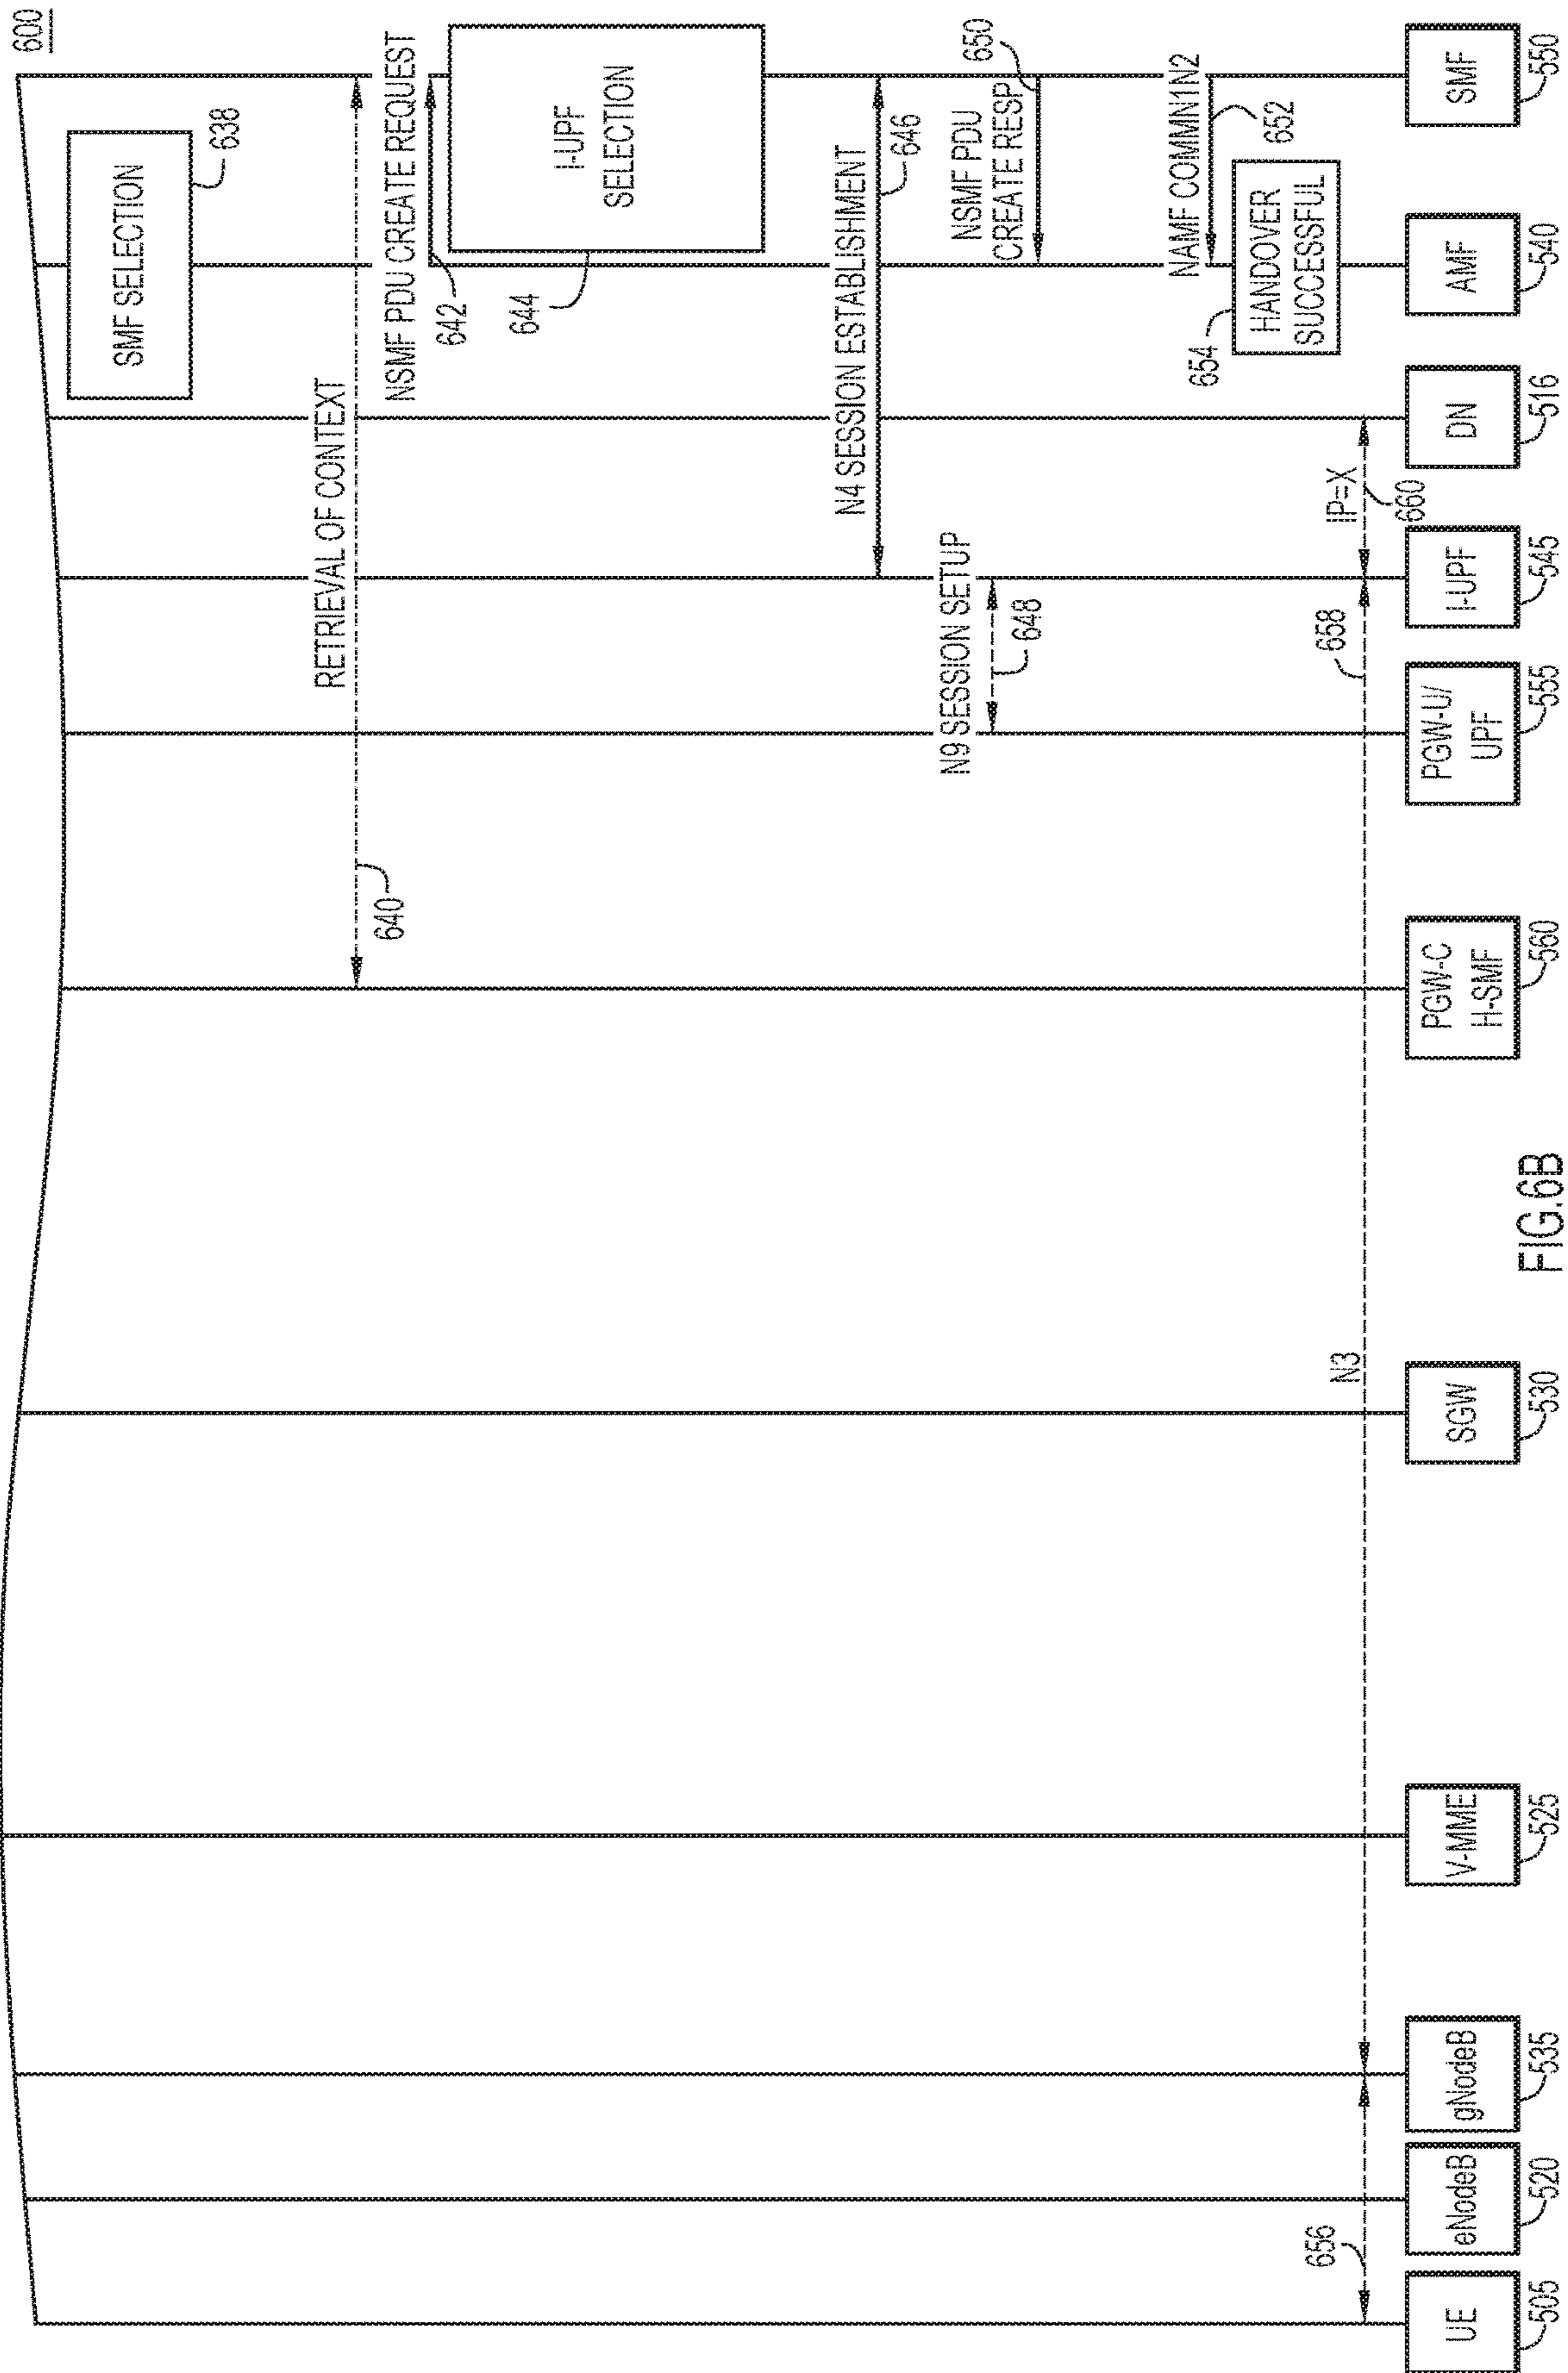 600
SMF SELECTION
638
RETRIEVAL OF CONTEXT
640
NSMF PDU CREATE REQUEST
642
I-UPF
SELECTION
644
N4 SESSION ESTABLISHMENT
646
N9 SESSION SETUP
648
NSMF PDU
CREATE RESP
650
NAMF COMMN1N2
652
HANDOVER
SUCCESSFUL
654
656
N3
658
IP=X
660
UE
505
eNodeB
520
gNodeB
535
V-MME
525
SGW
530
PGW-C
H-SMF
560
PGW-U/
UPF
555
I-UPF
545
DN
516
AMF
540
SMF
550
FIG.6B